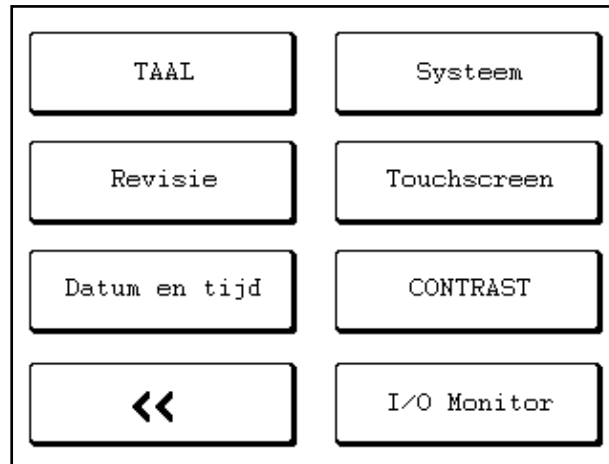 TAAL
Systeem
Revisie
Touchscreen
Datum en tijd
CONTRAST
<<
I/O Monitor